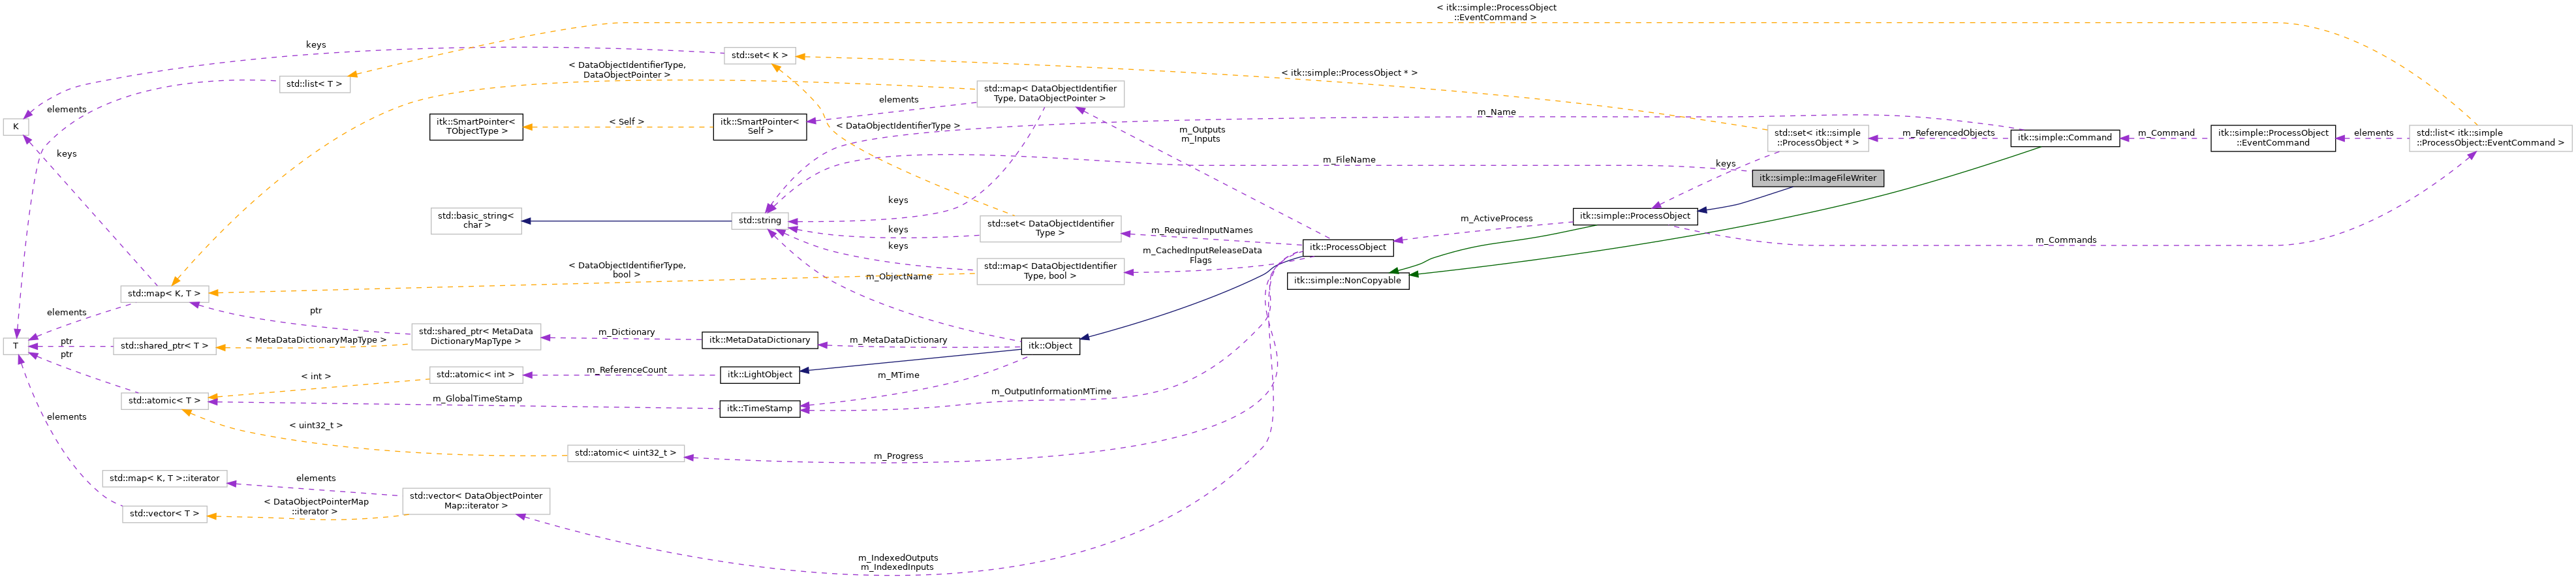 < itk::simple::ProcessObject
::EventCommand >
keys
std::set< K >
std::list< T >
< DataObjectIdentifierType,
DataObjectPointer >
< itk::simple::ProcessObject * >
std::map< DataObjectIdentifier
Type, DataObjectPointer >
elements
K
elements
itk::SmartPointer<
TObjectType >
< Self >
itk::SmartPointer<
Self >
< DataObjectIdentifierType >
m_Outputs
m_Inputs
m_Name
std::set< itk::simple
::ProcessObject * >
m_ReferencedObjects
itk::simple::Command
m_Command
itk::simple::ProcessObject
::EventCommand
elements
std::list< itk::simple
::ProcessObject::EventCommand >
keys
m_FileName
keys
itk::simple::ImageFileWriter
keys
std::basic_string<
char >
std::string
keys
std::set< DataObjectIdentifier
Type >
m_RequiredInputNames
m_ActiveProcess
itk::simple::ProcessObject
m_Commands
keys
m_CachedInputReleaseData
Flags
itk::ProcessObject
< DataObjectIdentifierType,
bool >
m_ObjectName
std::map< DataObjectIdentifier
Type, bool >
itk::simple::NonCopyable
std::map< K, T >
elements
ptr
T
ptr
ptr
std::shared_ptr< T >
< MetaDataDictionaryMapType >
std::shared_ptr< MetaData
DictionaryMapType >
m_Dictionary
itk::MetaDataDictionary
m_MetaDataDictionary
itk::Object
< int >
std::atomic< int >
m_ReferenceCount
itk::LightObject
m_MTime
std::atomic< T >
m_GlobalTimeStamp
itk::TimeStamp
m_OutputInformationMTime
elements
< uint32_t >
std::atomic< uint32_t >
m_Progress
std::map< K, T >::iterator
elements
std::vector< DataObjectPointer
Map::iterator >
std::vector< T >
< DataObjectPointerMap
::iterator >
m_IndexedOutputs
m_IndexedInputs